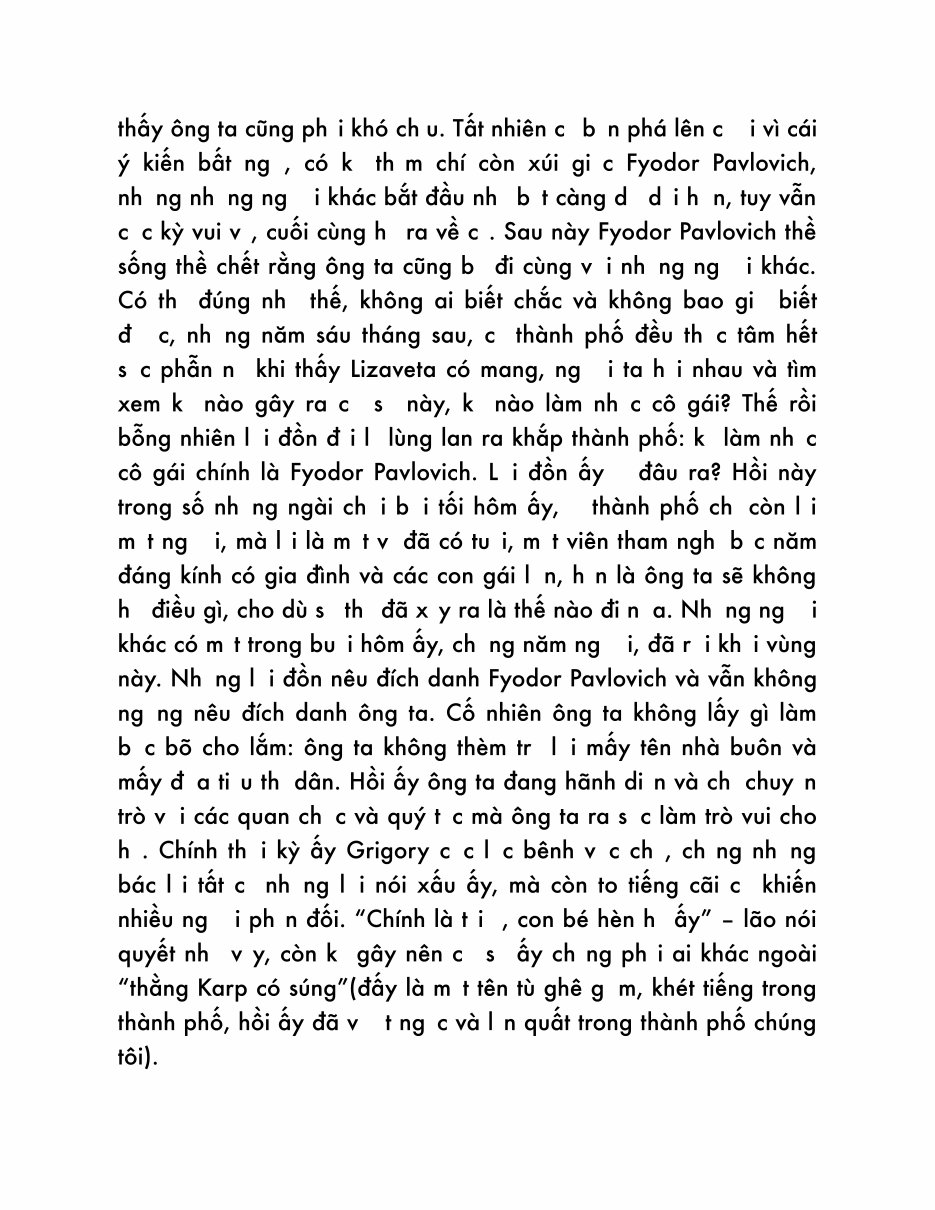 thấy ông ta cũng ph i khó ch u. Tất nhiên c b n phá lên c i vì cái
ý kiến bất ng , có k th m chí còn xúi gi c Fyodor Pavlovich,
nh ng nh ng ng i khác bắt đầu nh b t càng d d i h n, tuy vẫn
c c kỳ vui v , cuối cùng h ra về c . Sau này Fyodor Pavlovich thề
sống thề chết rằng ông ta cũng b đi cùng v i nh ng ng i khác.
Có th đúng nh thế, không ai biết chắc và không bao gi biết
đ c, nh ng năm sáu tháng sau, c thành phố đều th c tâm hết
s c phẫn n khi thấy Lizaveta có mang, ng i ta h i nhau và tìm
xem k nào gây ra c s này, k nào làm nh c cô gái? Thế rồi
bỗng nhiên l i đồn đ i l lùng lan ra khắp thành phố: k làm nh c
cô gái chính là Fyodor Pavlovich. L i đồn ấy đâu ra? Hồi này
trong số nh ng ngài ch i b i tối hôm ấy, thành phố ch còn l i
m t ng i, mà l i là m t v đã có tu i, m t viên tham ngh b c năm
đáng kính có gia đình và các con gái l n, h n là ông ta sẽ không
h điều gì, cho dù s th đã x y ra là thế nào đi n a. Nh ng ng i
khác có m t trong bu i hôm ấy, ch ng năm ng i, đã r i kh i vùng
này. Nh ng l i đồn nêu đích danh Fyodor Pavlovich và vẫn không
ng ng nêu đích danh ông ta. Cố nhiên ông ta không lấy gì làm
b c bõ cho lắm: ông ta không thèm tr l i mấy tên nhà buôn và
mấy đ a ti u th dân. Hồi ấy ông ta đang hãnh di n và ch chuy n
trò v i các quan ch c và quý t c mà ông ta ra s c làm trò vui cho
h . Chính th i kỳ ấy Grigory c c l c bênh v c ch , ch ng nh ng
bác l i tất c nh ng l i nói xấu ấy, mà còn to tiếng cãi c khiến
nhiều ng i ph n đối. “Chính là t i , con bé hèn h ấy” – lão nói
quyết nh v y, còn k gây nên c s ấy ch ng ph i ai khác ngoài
“thằng Karp có súng”(đấy là m t tên tù ghê g m, khét tiếng trong
thành phố, hồi ấy đã v t ng c và l n quất trong thành phố chúng
tôi).